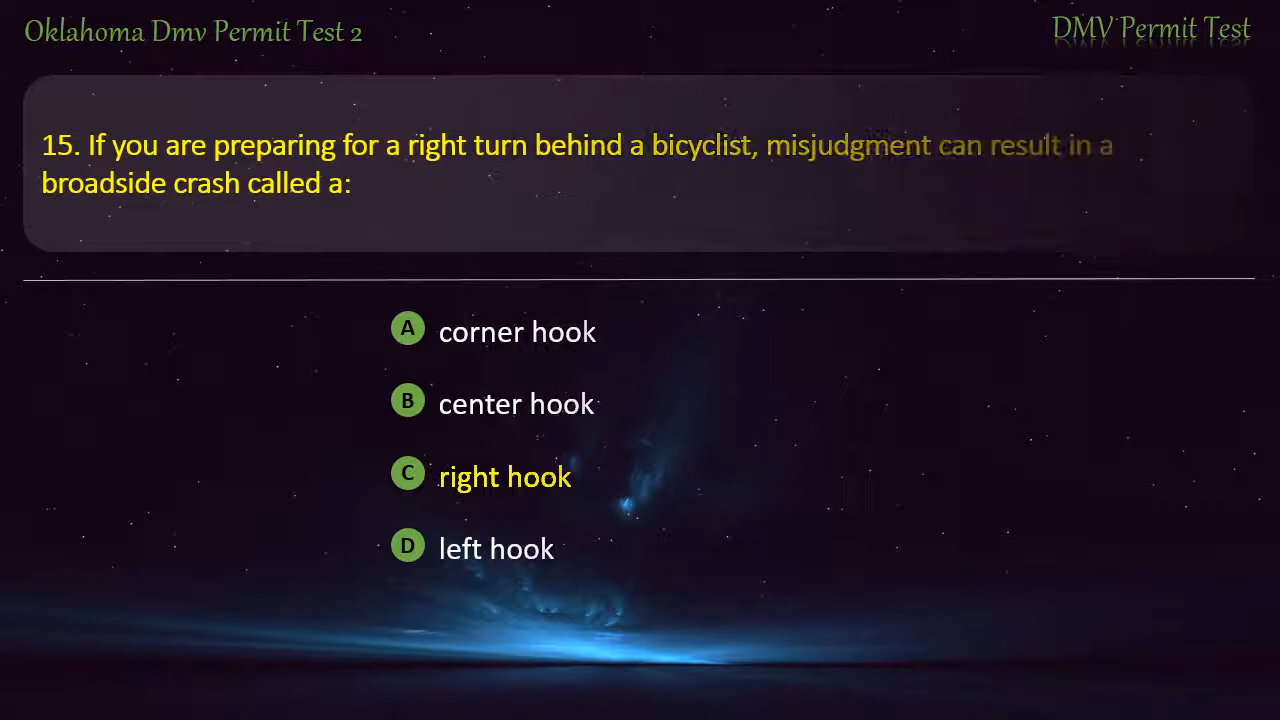 Oklahoma Dmv Permit Test 2
DMV Permit Test
15. If you are preparing for a right turn behind a bicyclist, misjudgment can result in a
broadside crash called a:
A corner hook
B center hook
C right hook
D left hook